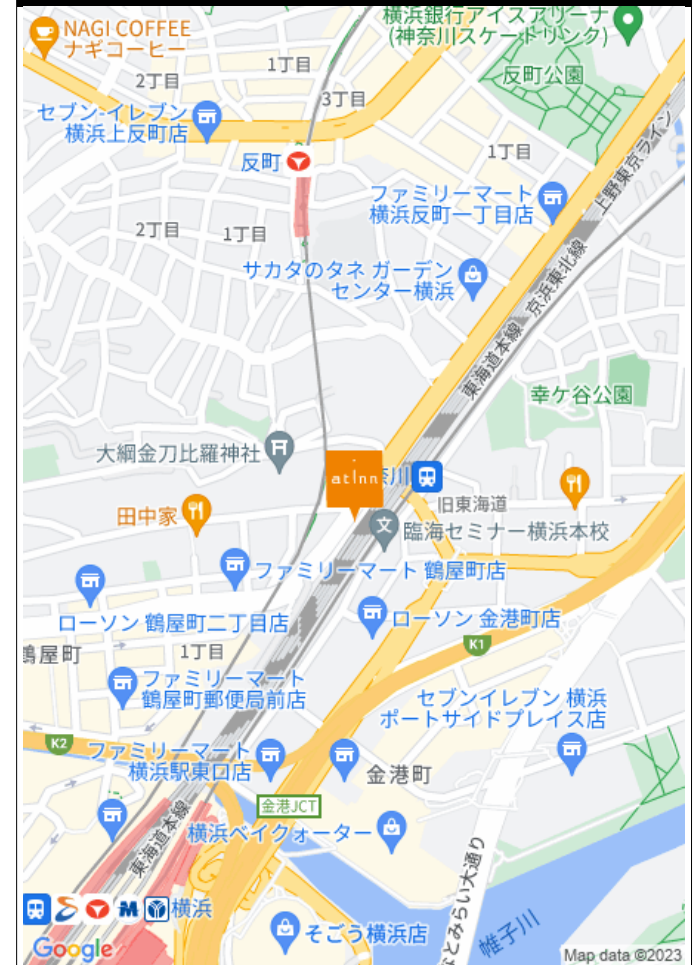 横浜銀行アイスアリーナ
(神奈川スケートリンク)
NAGI COFFEE
ナギコーヒー
1丁目
2丁目
3丁目
反町公園
セブン-イレブン
横浜上反町店
反町
1丁目
上野東京ライン
ファミリーマート
横浜反町一丁目店
2丁目
1丁目
サカタのタネ ガーデン
センター横浜
京浜東北線
東海道本線
幸ケ谷公園
大綱金刀比羅神社
atInn
奈川
旧東海道
田中家
臨海セミナー横浜本校
ファミリーマート 鶴屋町店
ローソン 鶴屋町二丁目店
ローソン 金港町店
鶴屋町
1丁目
K1
ファミリーマート
鶴屋町郵便局前店
セブンイレブン 横浜
ポートサイドプレイス店
K2
ファミリーマート
横浜駅東口店
金港町
金港JCT
横浜ベイクォーター
東海道本線
なとみらい大通り
横浜
そごう横浜店
帷子川
Google
Map data ©2023